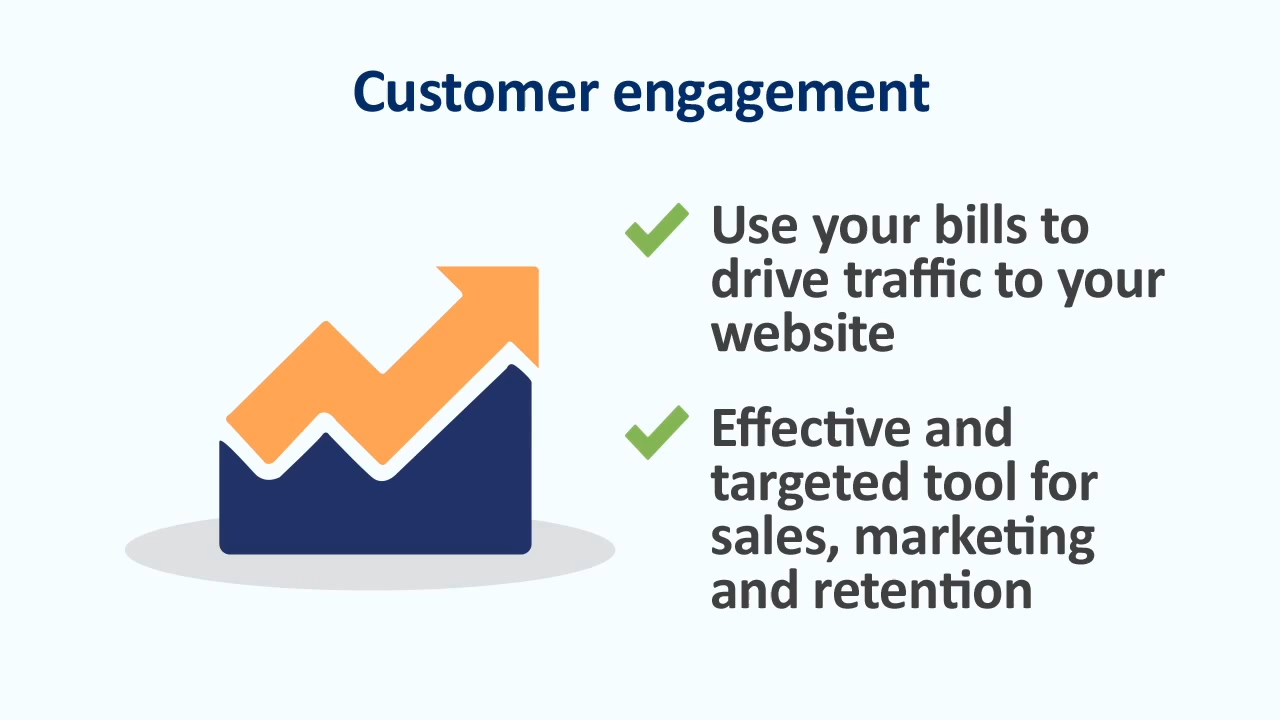 Customer engagement
Use your bills to
drive traffic to your
website
Effective and
targeted tool for
sales, marketing
and retention